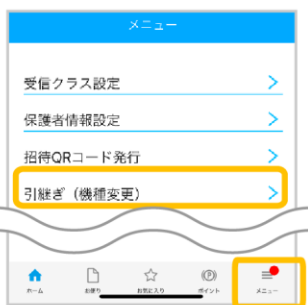 メニュー
受信クラス設定
保護者情報設定
招待QRコード発行
引継ぎ（機種変更）
ホーム お便り お気に入り ポイント メニュー